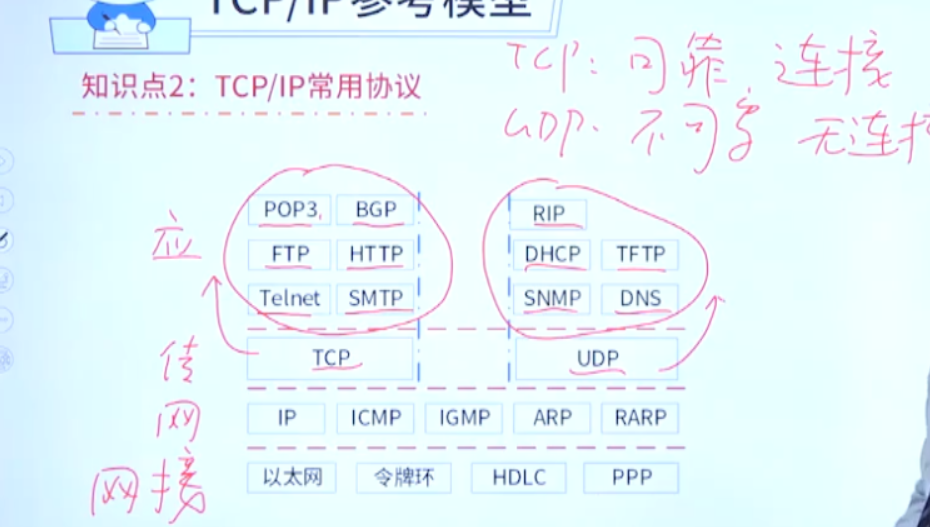 TCP/IP参考模型
知识点2：TCP/IP常用协议
TCP: 可靠 连接
UDP. 不可靠 无连接
应
POP3 BGP RIP
FTP HTTP DHCP TFTP
Telnet SMTP SNMP DNS
传 TCP UDP
网 IP ICMP IGMP ARP RARP
网接 以太网 令牌环 HDLC PPP